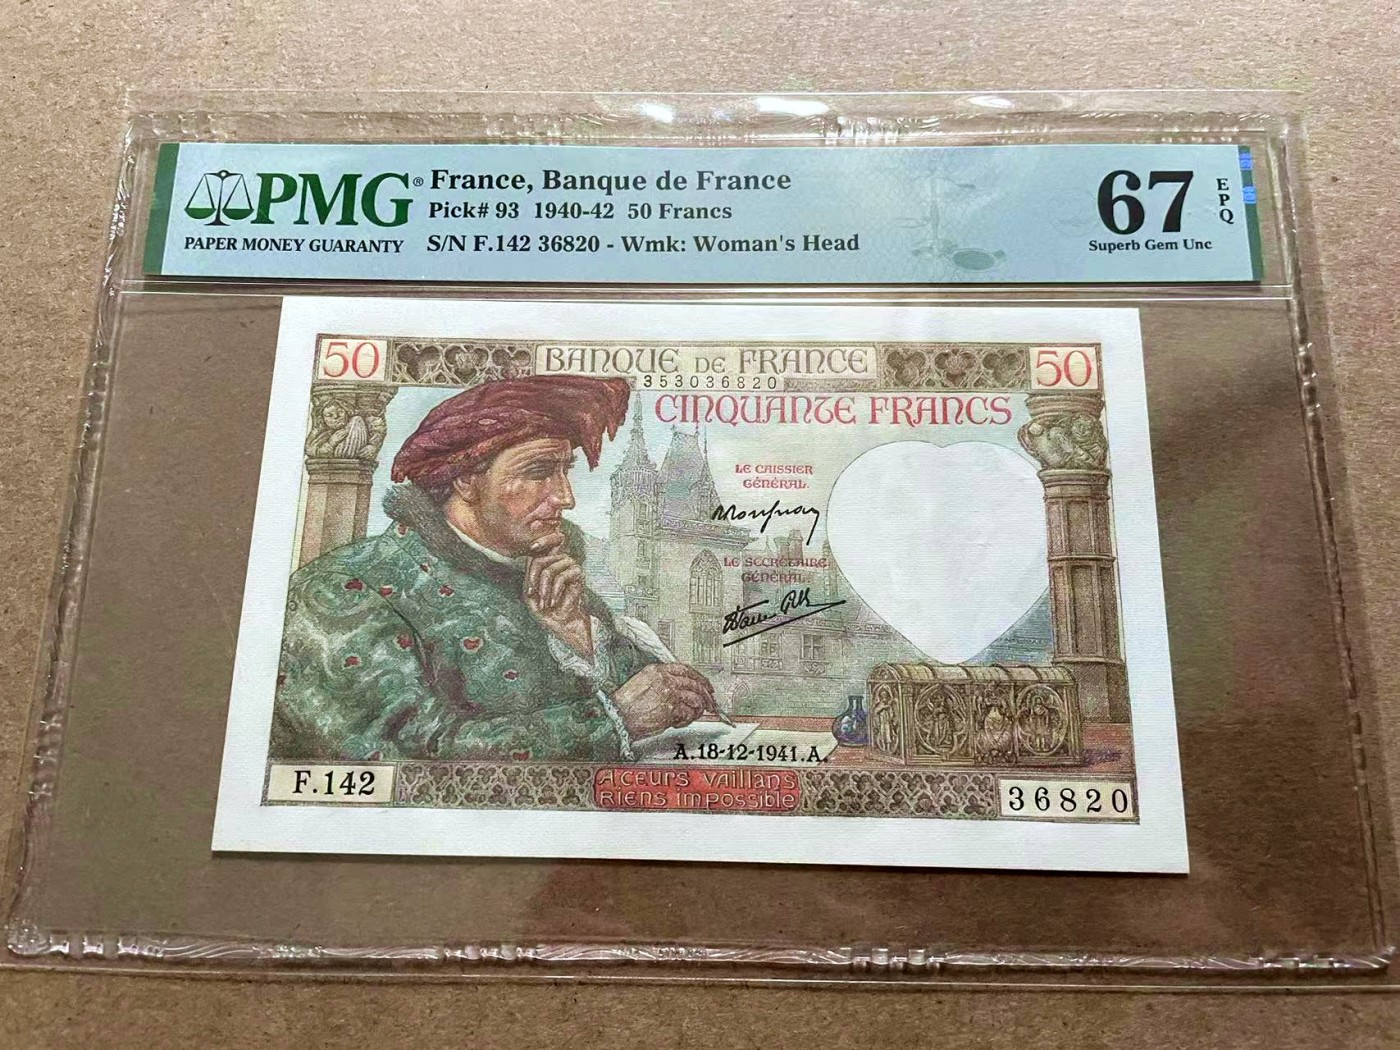 PMG®
PAPER MONEY GUARANTY
France, Banque de France
Pick# 93 1940-42 50 Francs
S/N F.142 36820 - Wmk: Woman's Head
67
EPQ
Superb Gem Unc
50
BANQUE DE FRANCE
50
353036820
CINQUANTE FRANCS
LE CAISSIER
GÉNÉRAL
LE SECRÉTAIRE
GÉNÉRAL
A.18-12-1941.A.
F.142
A CŒURS VAILLANS
RIENS IMPOSSIBLE
36820